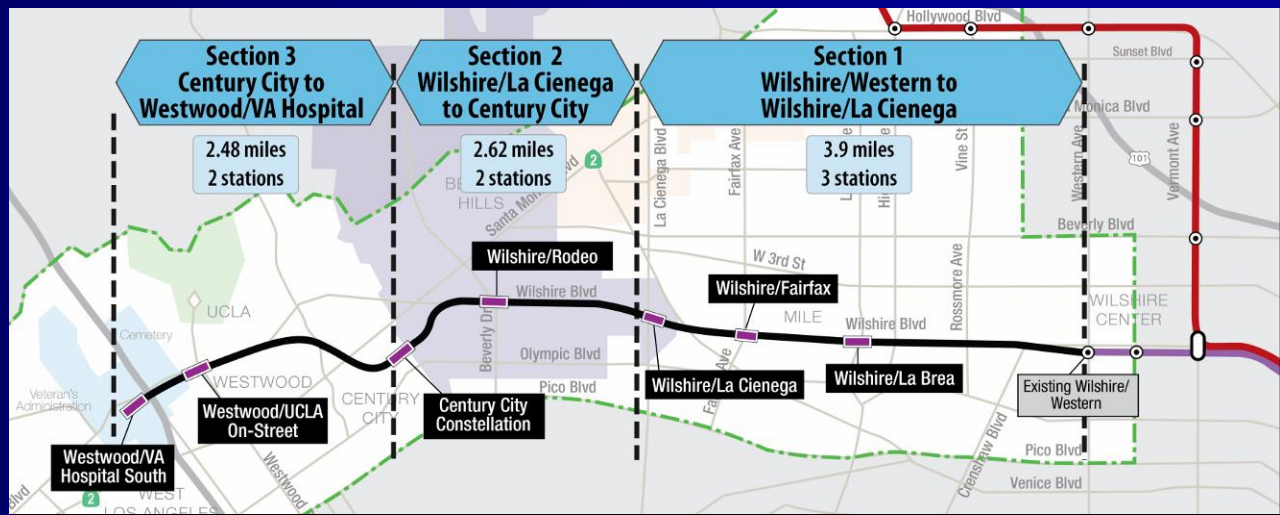 Section 3
Century City to
Westwood/VA Hospital
2.48 miles
2 stations
Section 2
Wilshire/La Cienega
to Century City
2.62 miles
2 stations
Section 1
Wilshire/Western to
Wilshire/La Cienega
3.9 miles
3 stations
Hollywood Blvd
Sunset Blvd
Monica Blvd
101
Western Ave
Vermont Ave
Vine St
Fairfax Ave
La Cienega Blvd
2
HILLS
Beverly Blvd
W 3rd St
Rossmore Ave
WILSHIRE
CENTER
Wilshire/Rodeo
Wilshire Blvd
Beverly Dr
Wilshire/Fairfax
MILE
Wilshire Blvd
UCLA
Cemetery
Olympic Blvd
Pico Blvd
WESTWOOD
CENTURY
CITY
Veteran's
Administration
Wilshire/La Cienega
Wilshire/La Brea
Existing Wilshire/
Western
Westwood/UCLA
On-Street
Century City
Constellation
Westwood/VA
Hospital South
Westwood
Crenshaw Blvd
Pico Blvd
Venice Blvd
2
WEST
LOS ANGELES
Blvd